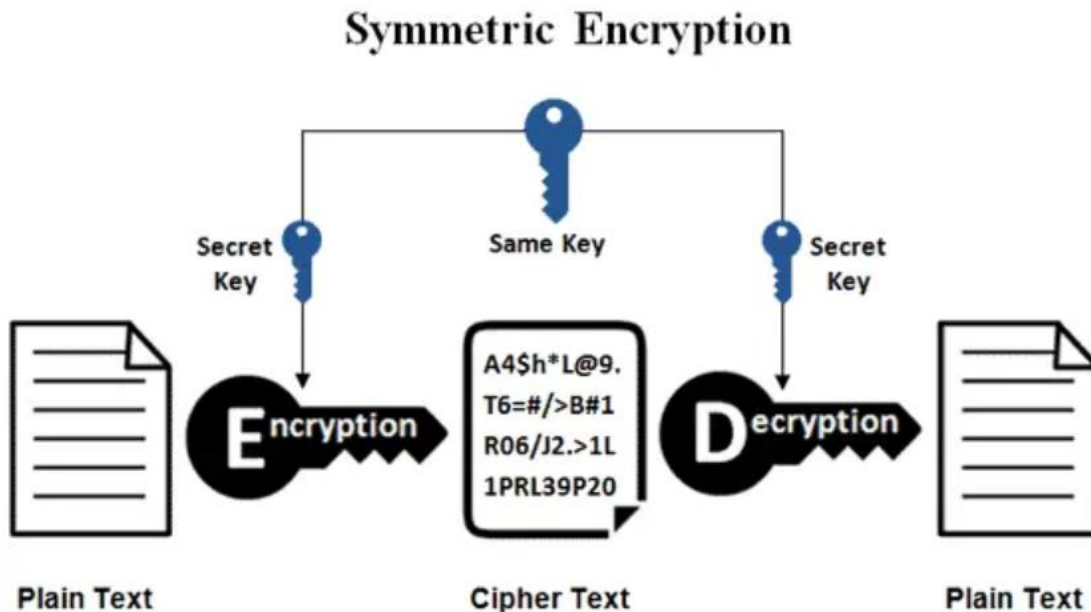 Symmetric Encryption
Same Key
Secret
Key
Secret
Key
Encryption
A4$h*L@9.
T6=#/>B#1
R06/J2.>1L
1PRL39P20
Decryption
Plain Text
Cipher Text
Plain Text